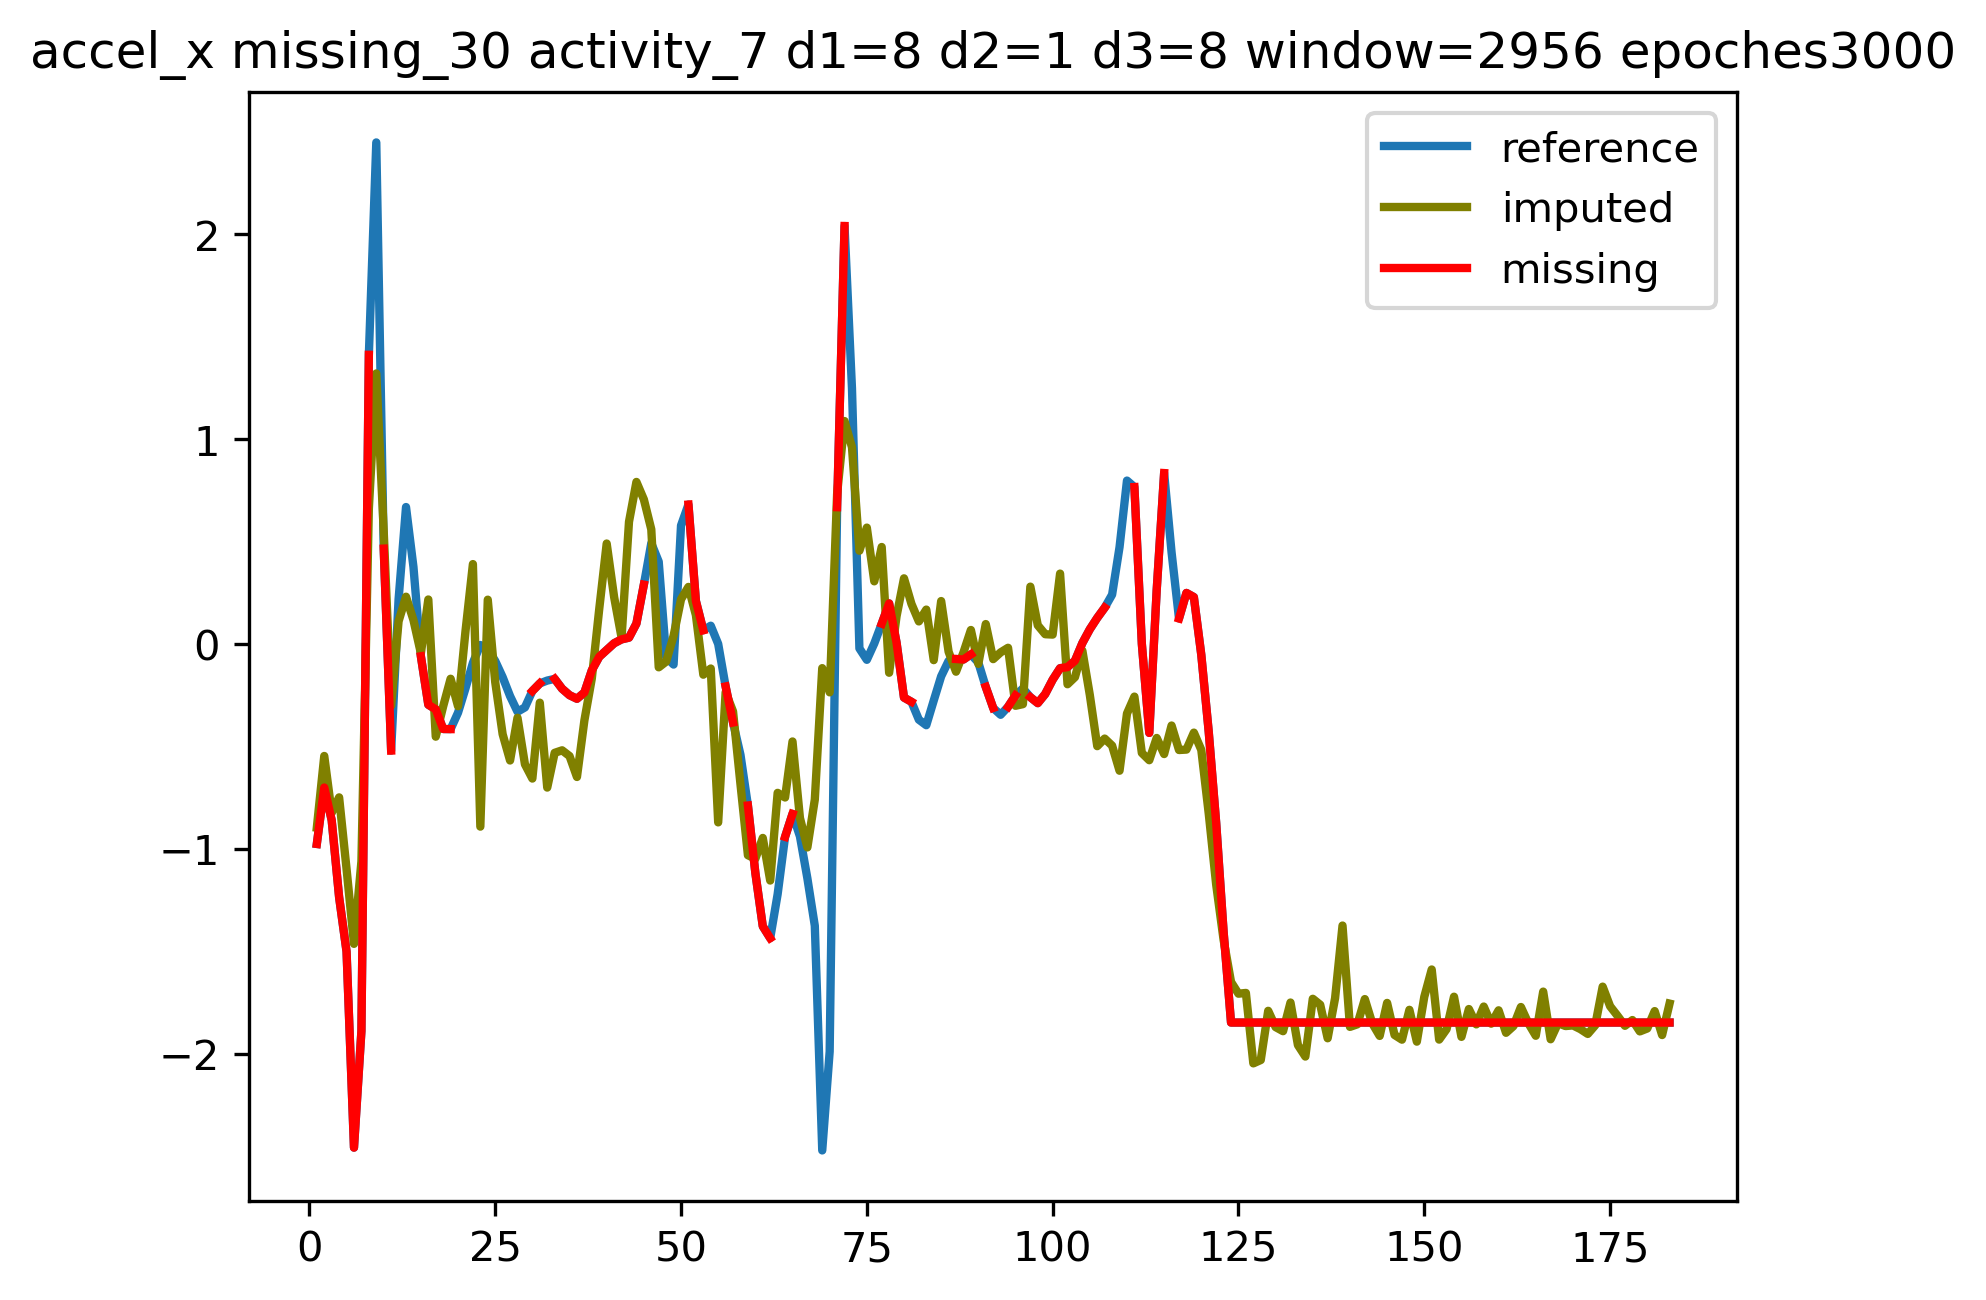 accel_x missing_30 activity_7 d1=8 d2=1 d3=8 window=2956 epoches3000
reference
imputed
missing
2
1
0
−1
−2
0 25 50 75 100 125 150 175